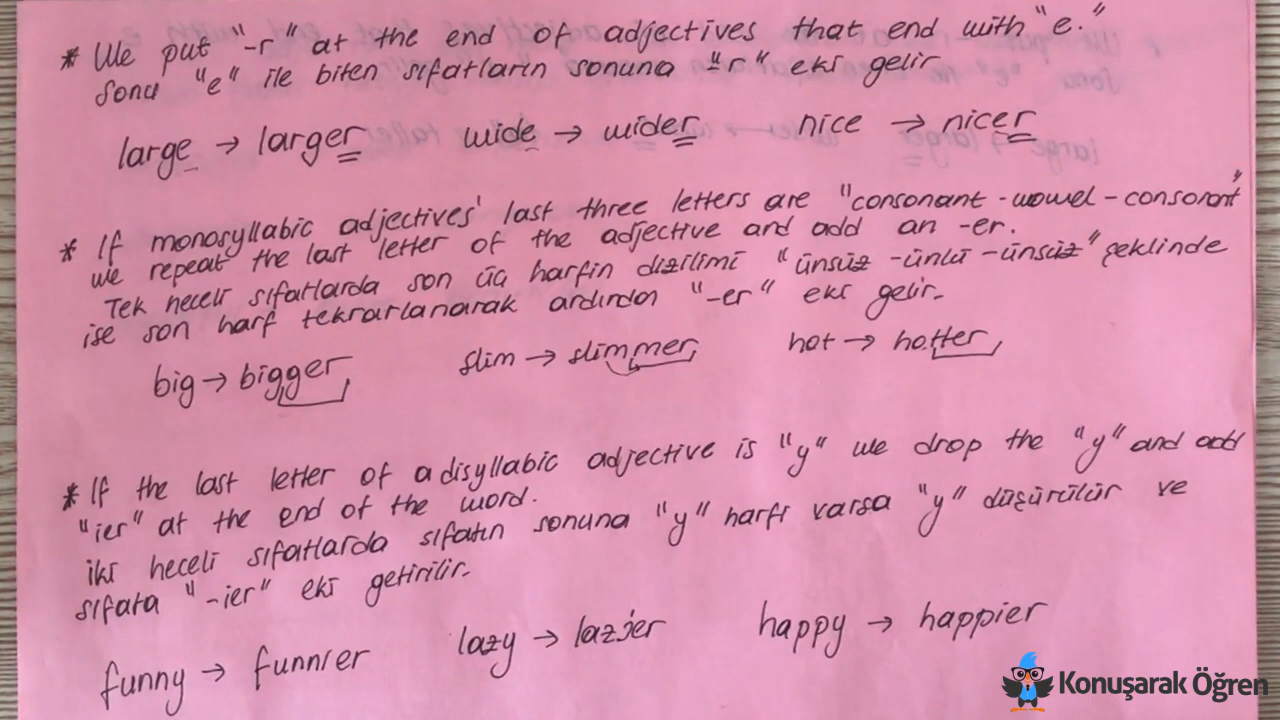 * We put "-r" at the end of adjectives that end with "e."
Sonu "e" ile biten sıfatların sonuna "-r" eki gelir.
large → larger wide → wider nice → nicer
* If monosyllabic adjectives' last three letters are "consonant - wowel - consonant"
we repeat the last letter of the adjective and add an -er.
Tek heceli sıfatlarda son üç harfin dizilimi "ünsüz - ünlü - ünsüz" şeklinde
ise son harf tekrarlanarak ardından "-er" eki gelir.
big → bigger slim → slimmer hot → hotter
* If the last letter of a disyllabic adjective is "y" we drop the "y" and add
"ier" at the end of the word.
iki heceli sıfatlarda sıfatın sonuna "y" harfi varsa "y" düşürülür ve
sıfata "-ier" eki getirilir.
funny → funnier lazy → lazier happy → happier
Konuşarak Öğren